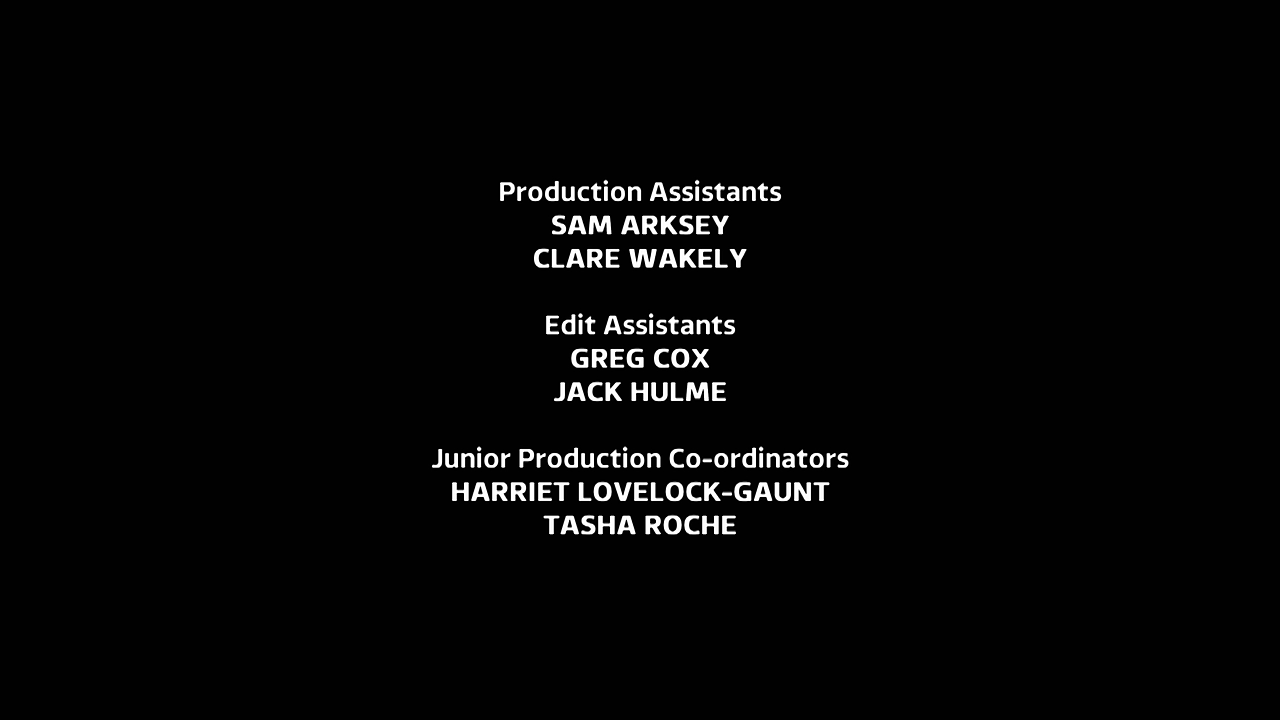 Production Assistants
SAM ARKSEY
CLARE WAKELY
Edit Assistants
GREG COX
JACK HULME
Junior Production Co-ordinators
HARRIET LOVELOCK-GAUNT
TASHA ROCHE